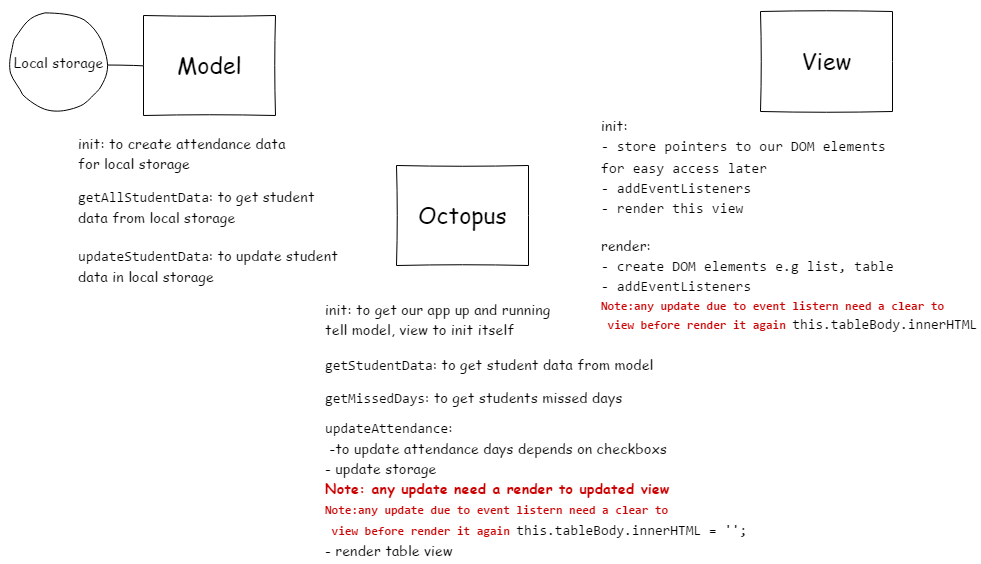 Local storage
Model
init: to create attendance data
for local storage
getAllStudentData: to get student
data from local storage
updateStudentData: to update student
data in local storage
Octopus
init: to get our app up and running
tell model, view to init itself
getStudentData: to get student data from model
getMissedDays: to get students missed days
updateAttendance:
-to update attendance days depends on checkboxs
- update storage
Note: any update need a render to updated view
Note:any update due to event listern need a clear to
view before render it again this.tableBody.innerHTML = '';
- render table view
View
init:
- store pointers to our DOM elements
for easy access later
- addEventListeners
- render this view
render:
- create DOM elements e.g list, table
- addEventListeners
Note:any update due to event listern need a clear to
view before render it again this.tableBody.innerHTML